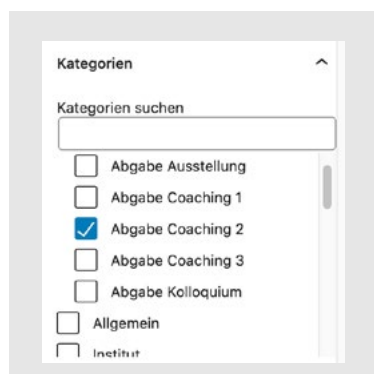 Kategorien
Kategorien suchen
Abgabe Ausstellung
Abgabe Coaching 1
Abgabe Coaching 2
Abgabe Coaching 3
Abgabe Kolloquium
Allgemein
Institut